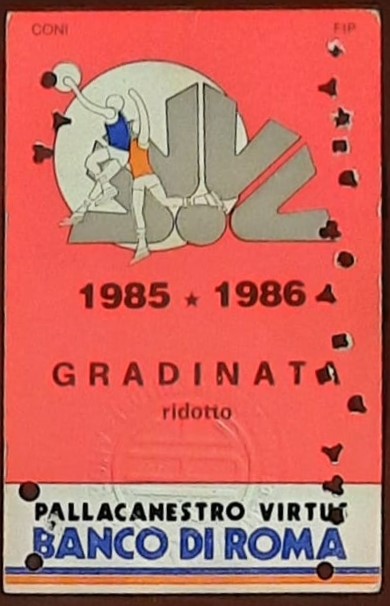 CONI FIP
1985 ★ 1986
GRADINATA
ridotto
PALLACANESTRO VIRTUS
BANCO DI ROMA